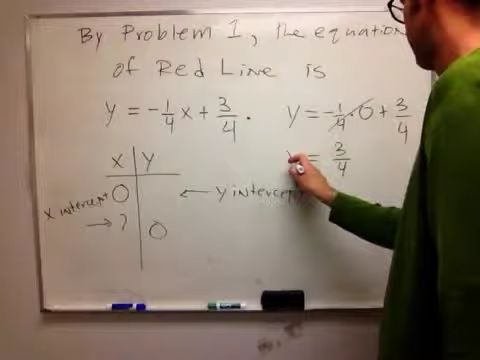 By Problem 1, the equation
of Red Line is
y = -1/4 x + 3/4 .
y = -1/4 · 0 + 3/4
y = 3/4
X Y
0
← y intercept
x intercept
→ ?
0